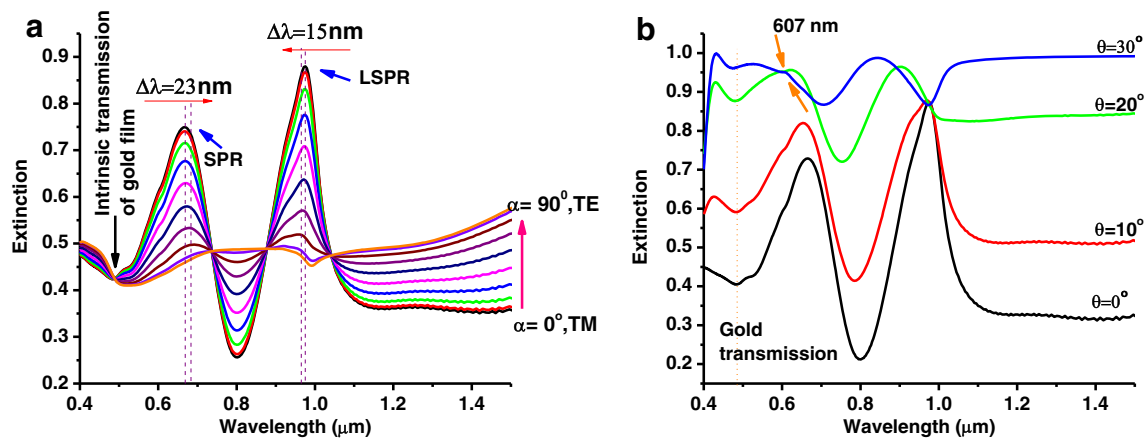 a
Δλ=15nm
Δλ=23nm
LSPR
SPR
Intrinsic transmission
of gold film
α= 90⁰,TE
α= 0°,TM
Extinction
0.9
0.8
0.7
0.6
0.5
0.4
0.3
0.2
0.4 0.6 0.8 1.0 1.2 1.4
Wavelength (μm)
b
607 nm
θ=30°
θ=20°
θ=10°
θ=0°
Gold
transmission
Extinction
1.0
0.9
0.8
0.7
0.6
0.5
0.4
0.3
0.2
0.4 0.6 0.8 1.0 1.2 1.4
Wavelength (μm)